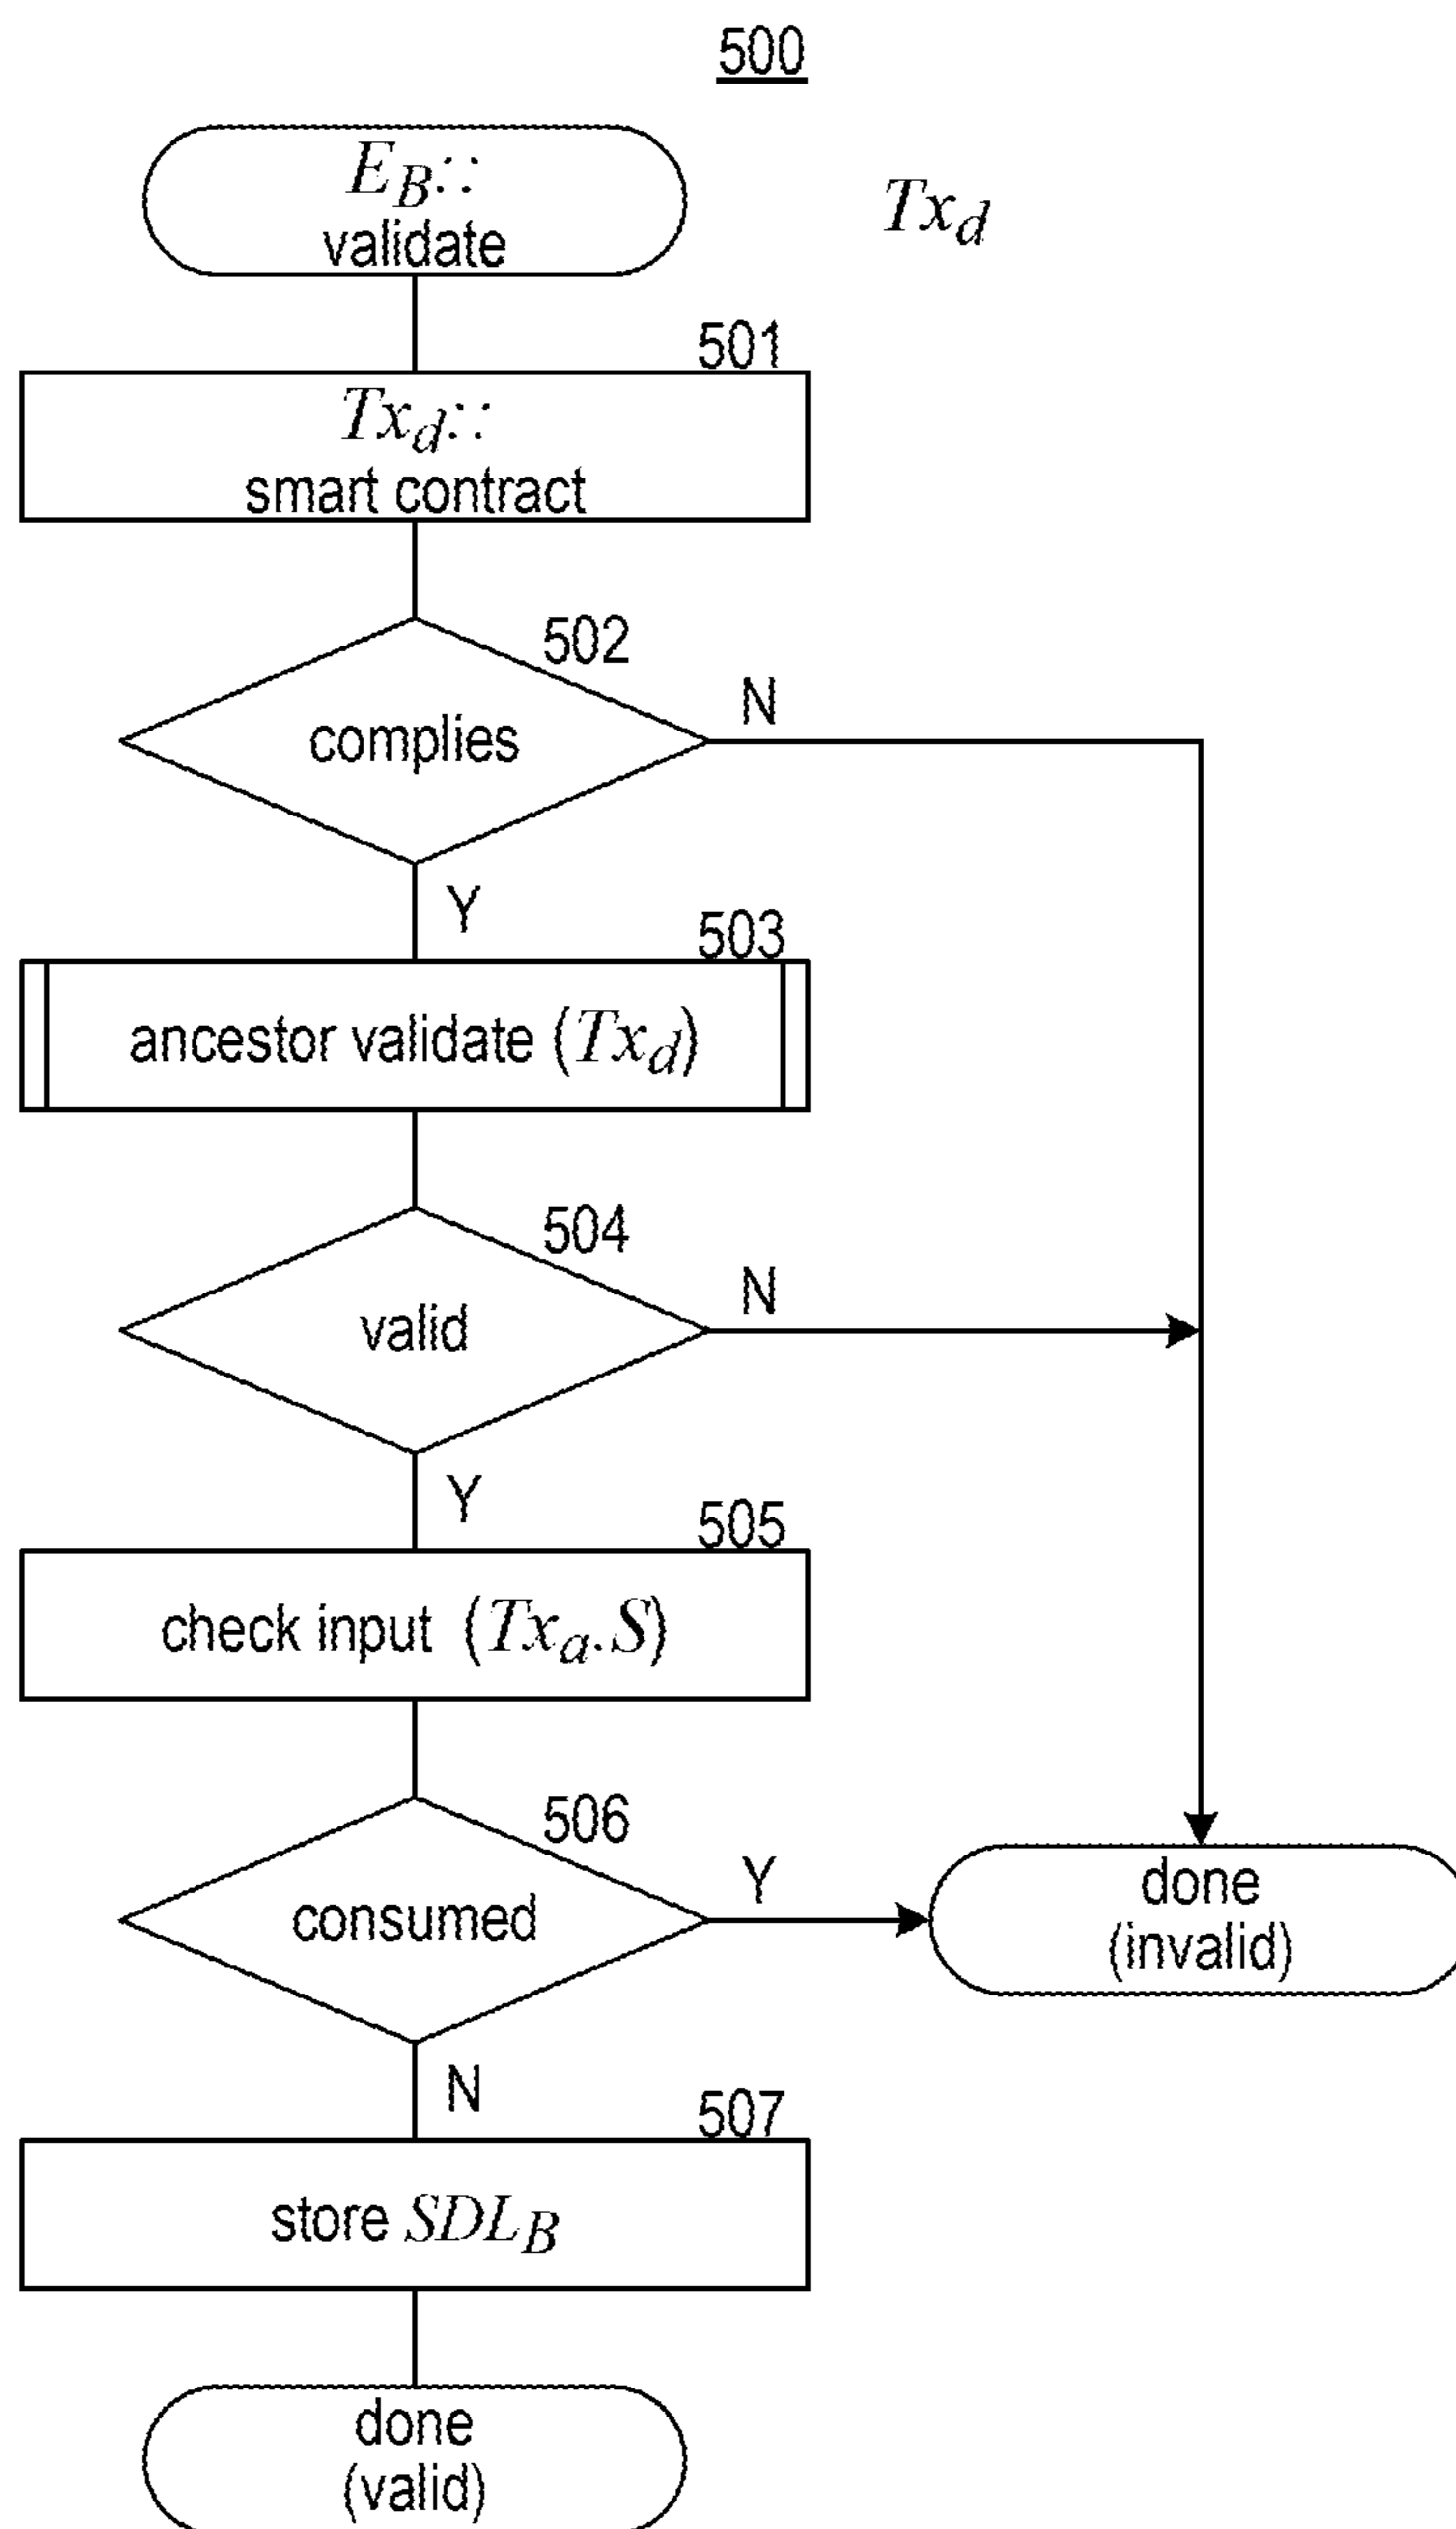 500
E_B::
validate
Tx_d
501
Tx_d::
smart contract
502
complies
N
Y
503
ancestor validate (Tx_d)
504
valid
N
Y
505
check input (Tx_a.S)
506
consumed
Y
done
(invalid)
N
507
store SDL_B
done
(valid)